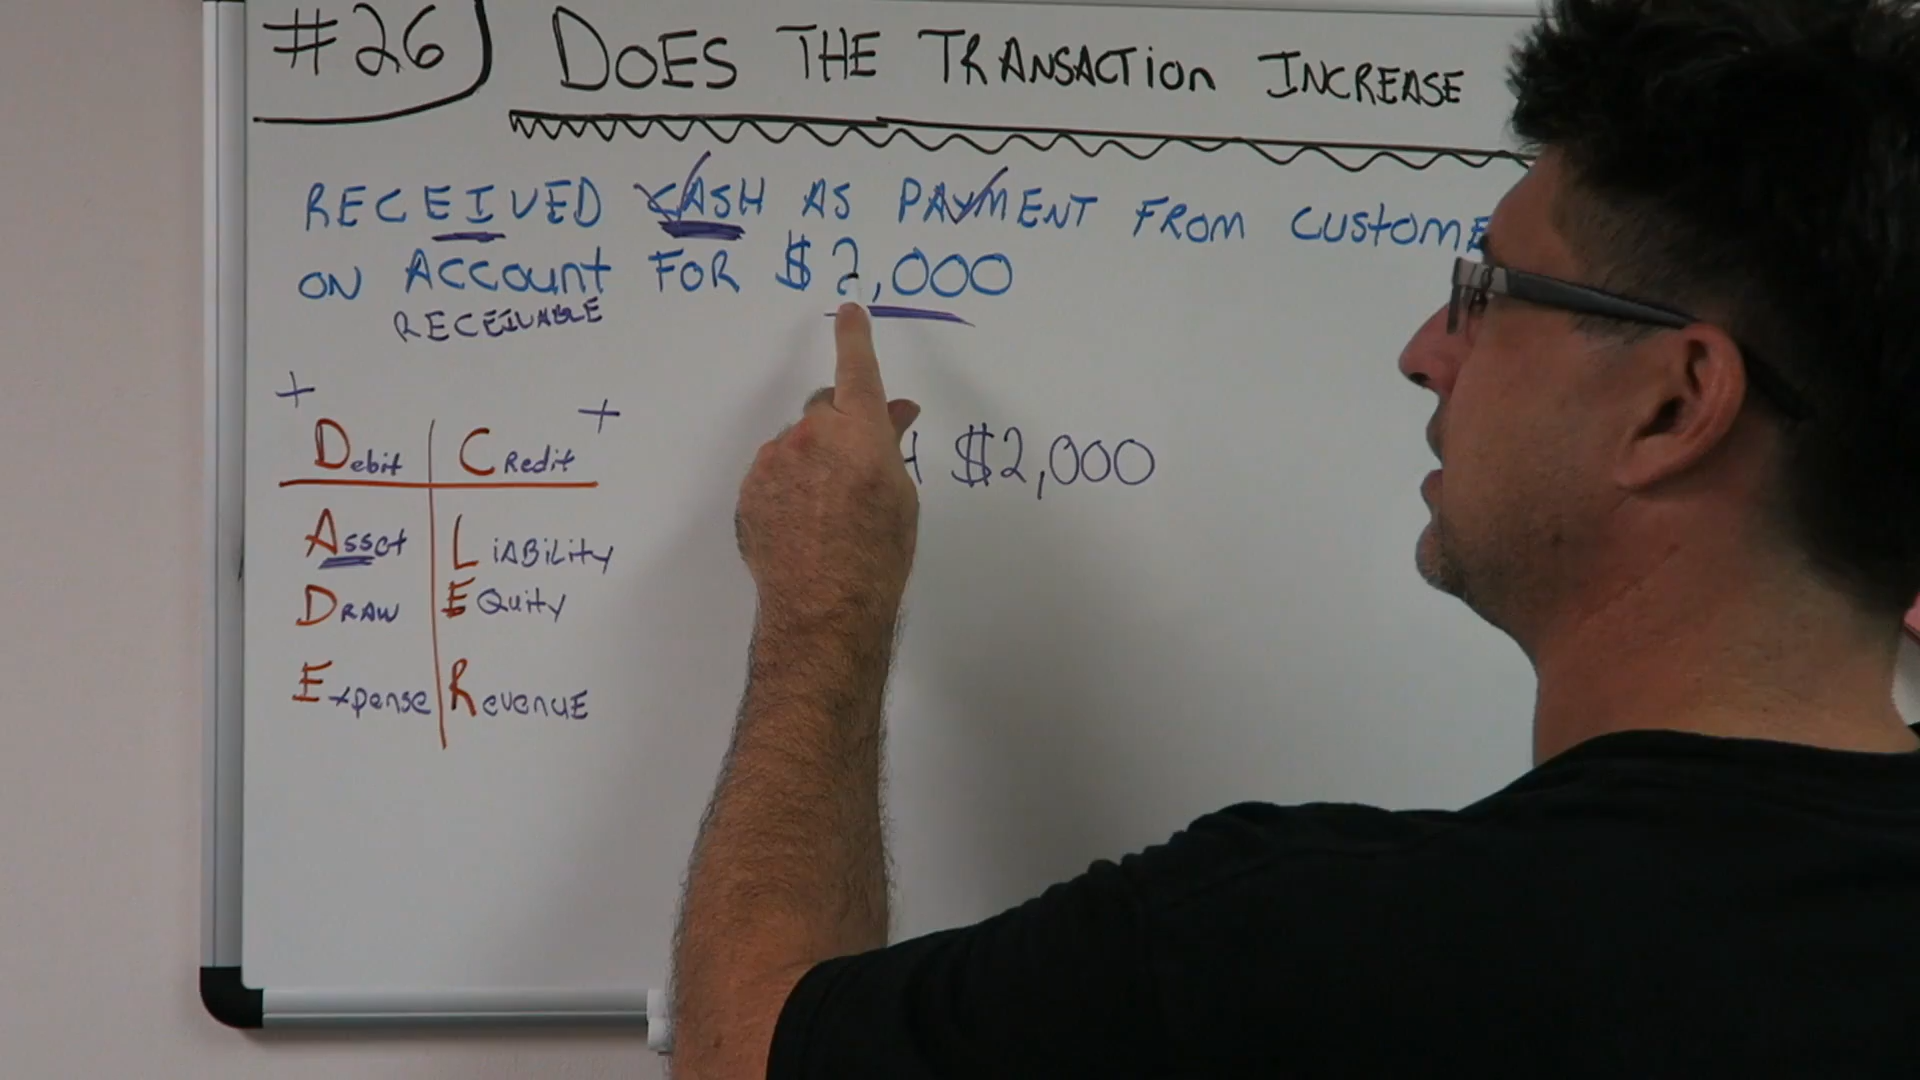 #26) DOES THE TRANSACTION INCREASE
RECEIVED CASH AS PAYMENT FROM
ON ACCOUNT FOR $2,000
RECEIVABLE
+ +
Debit Credit
$2,000
Asset Liability
DRAW EQuity
Expense RevenuE